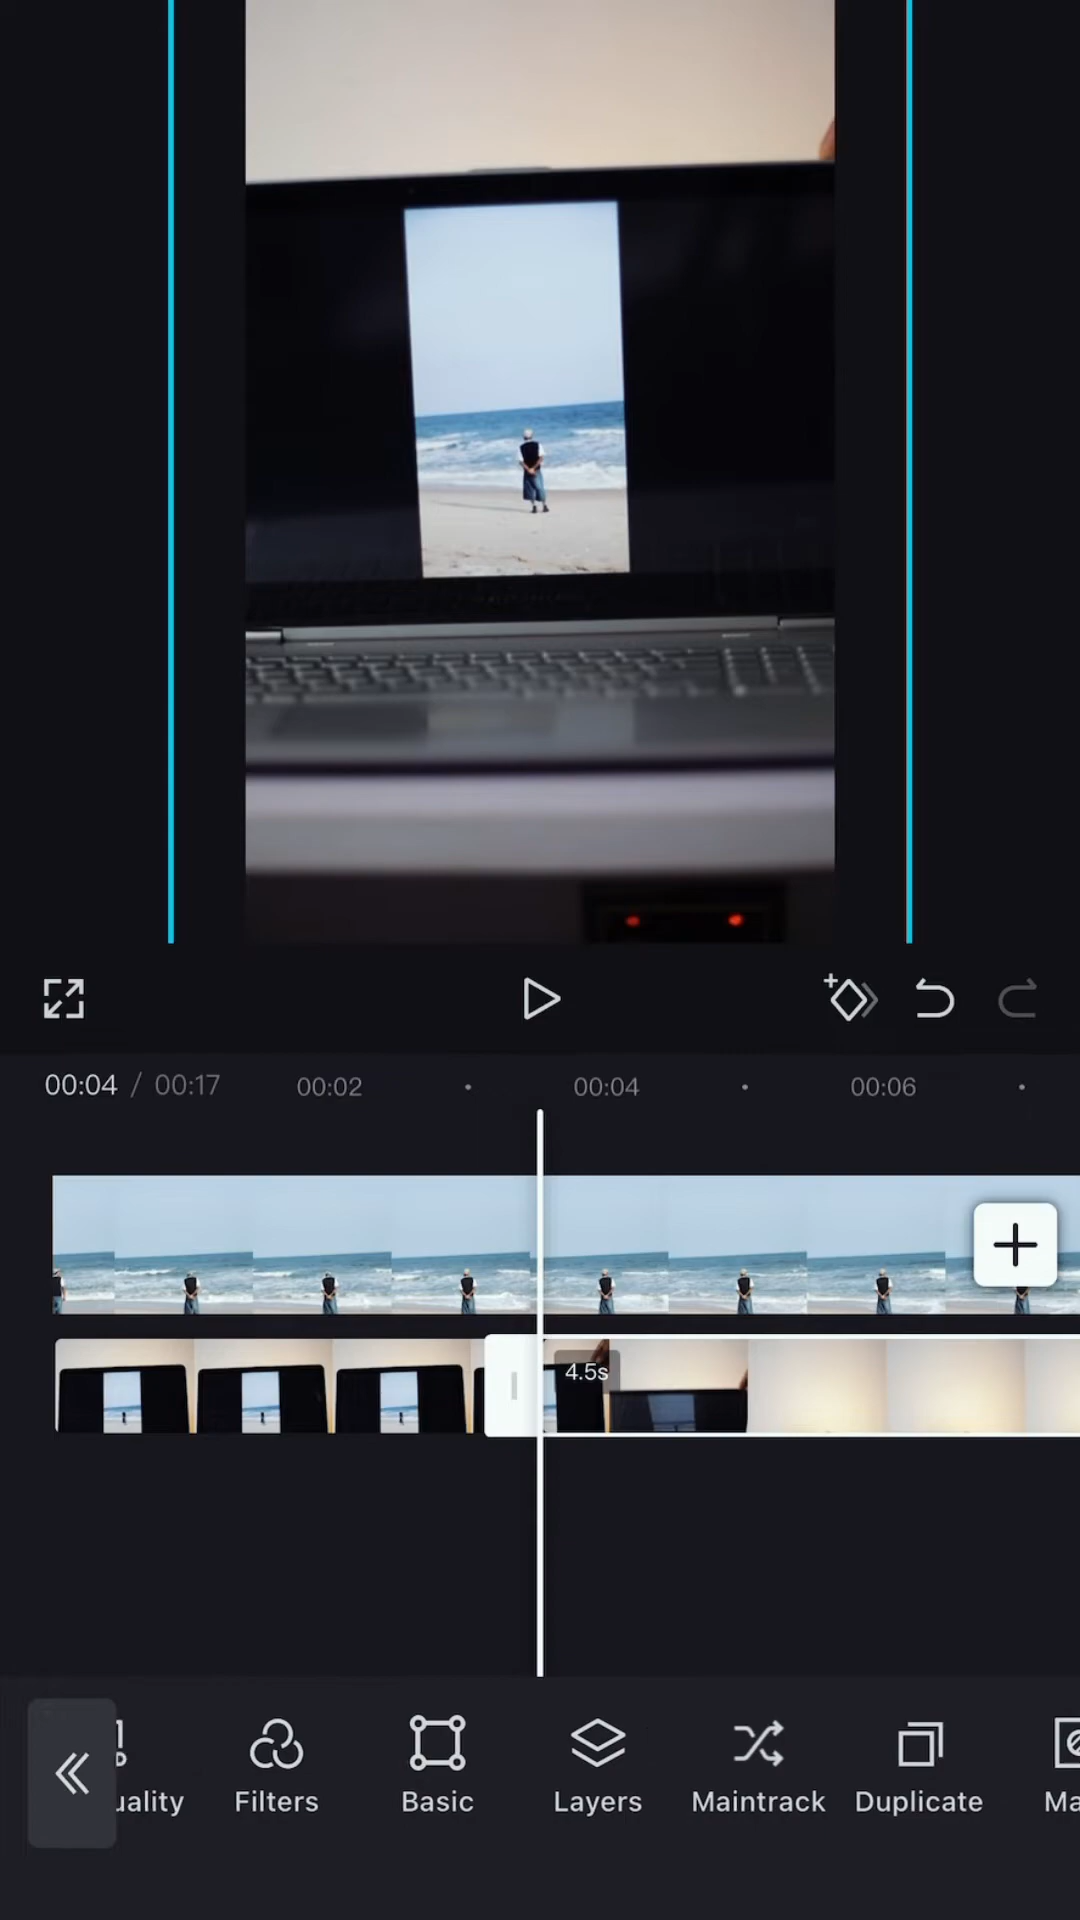 00:04 / 00:17 00:02 • 00:04 • 00:06 •
4.5s
uality Filters Basic Layers Maintrack Duplicate Ma